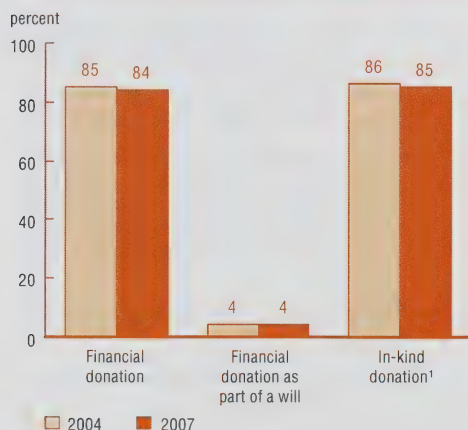 percent
100
80
60
40
20
0
85 84
4 4
86 85
Financial donation
Financial donation as part of a will
In-kind donation¹
2004 2007